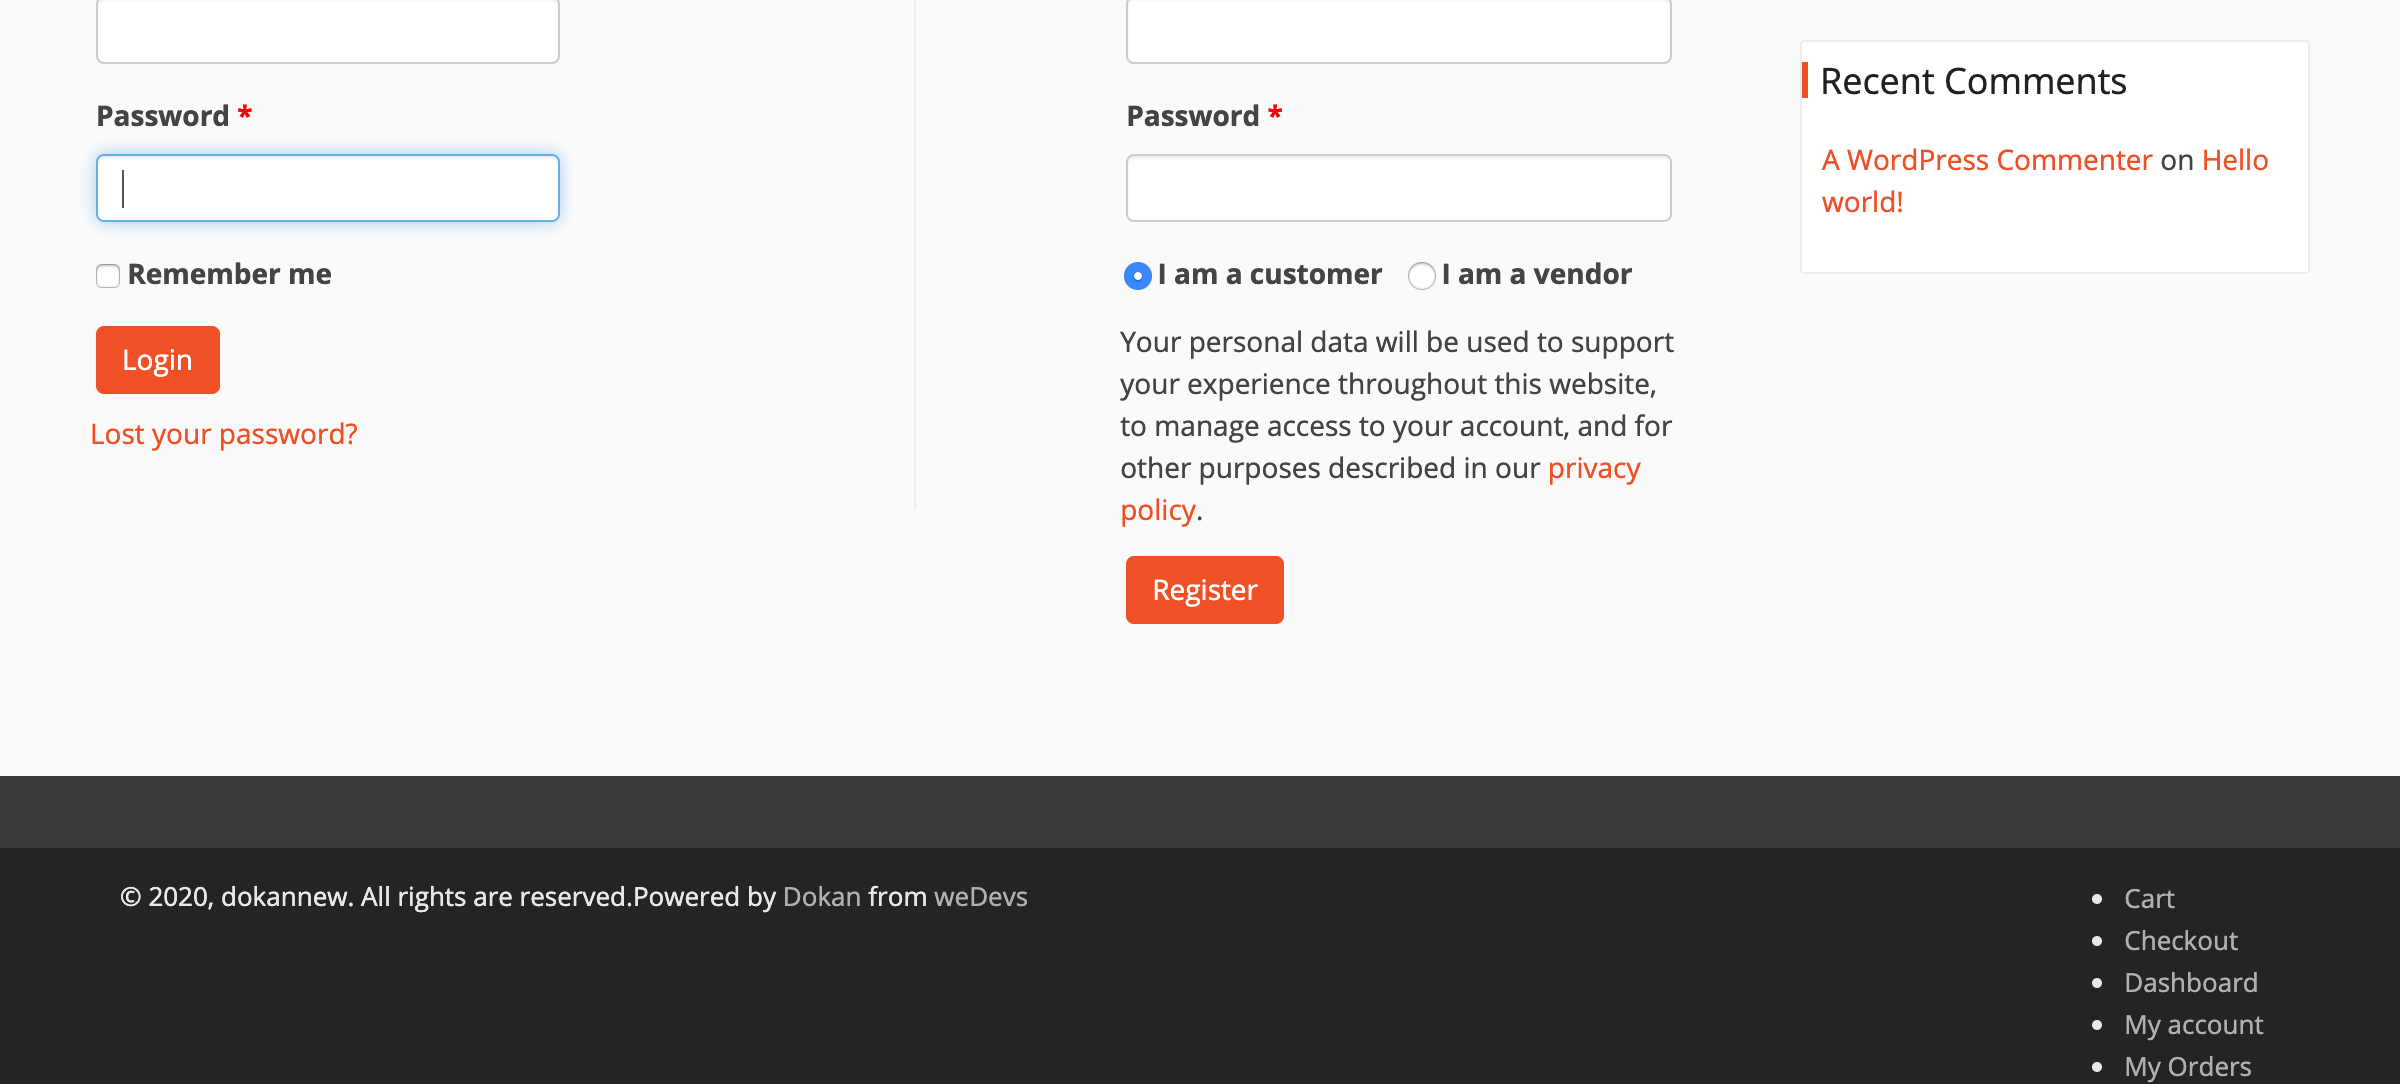 Password *
Remember me
Login
Lost your password?
Password *
I am a customer I am a vendor
Your personal data will be used to support
your experience throughout this website,
to manage access to your account, and for
other purposes described in our privacy
policy.
Register
Recent Comments
A WordPress Commenter on Hello
world!
© 2020, dokannew. All rights are reserved.Powered by Dokan from weDevs
Cart
Checkout
Dashboard
My account
My Orders